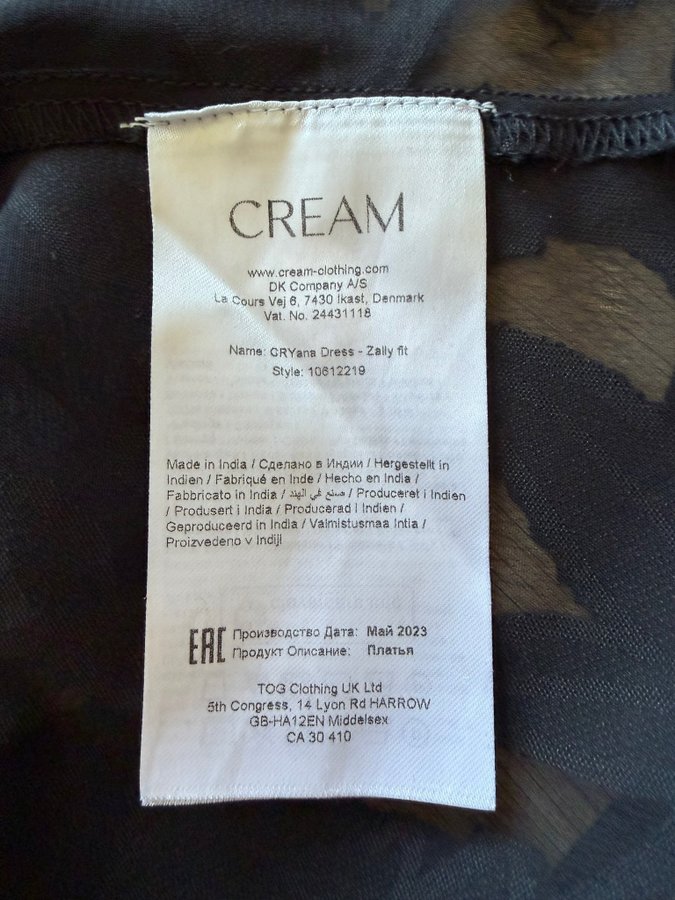 CREAM
www.cream-clothing.com
DK Company A/S
La Cours Vej 6, 7430 Ikast, Denmark
Vat. No. 24431118
Name: CRYana Dress - Zally fit
Style: 10612219
Made in India / Сделано в Индии / Hergestellt in
Indien / Fabriqué en Inde / Hecho en India /
Fabbricato in India / صنع في الهند / Produceret i Indien
/ Produsert i India / Producerad i Indien /
Geproduceerd in India / Valmistusmaa Intia /
Proizvedeno v Indiji
EAC Производство Дата: Май 2023
Продукт Описание: Платья
TOG Clothing UK Ltd
5th Congress, 14 Lyon Rd HARROW
GB-HA12EN Middelsex
CA 30 410